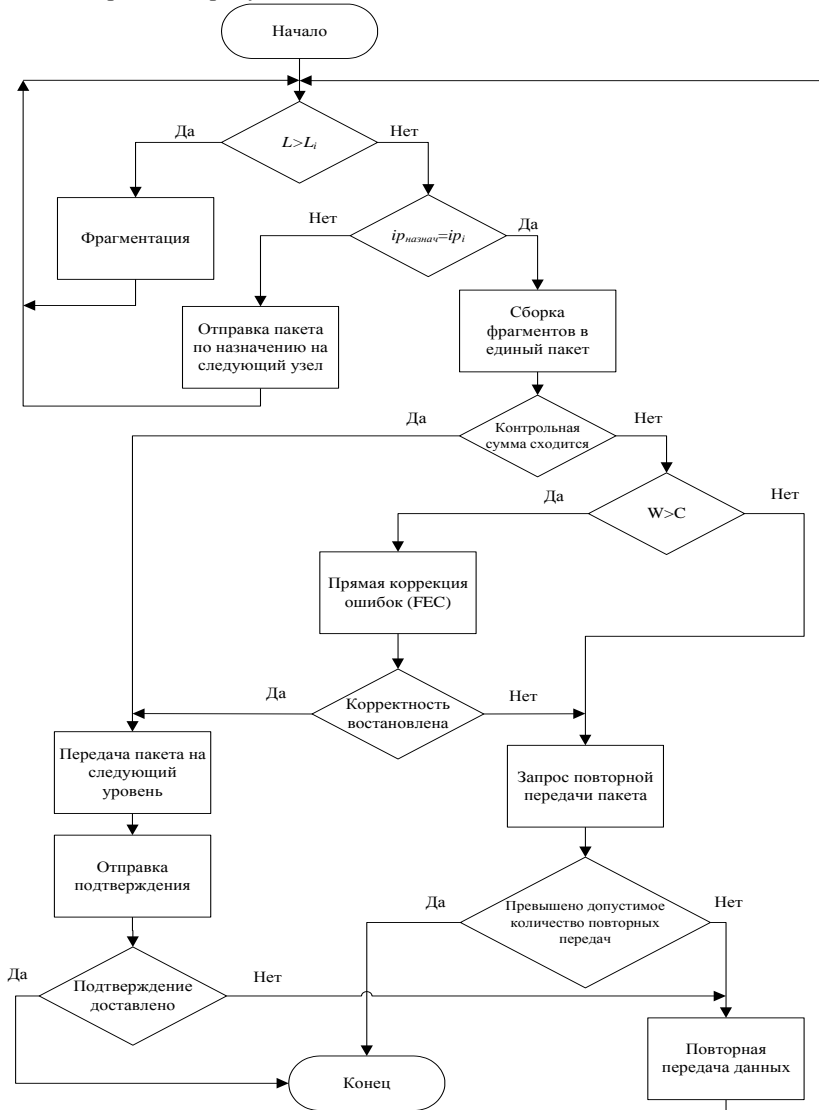 Начало
Да
Нет
L>Li
Фрагментация
Нет
Да
ipназнач=ipi
Отправка пакета
по назначению на
следующий узел
Сборка
фрагментов в
единый пакет
Да
Нет
Контрольная
сумма сходится
Да
Нет
W>C
Прямая коррекция
ошибок (FEC)
Да
Нет
Корректность
востановлена
Передача пакета на
следующий
уровень
Запрос повторной
передачи пакета
Отправка
подтверждения
Да
Нет
Превышено допустимое
количество повторных
передач
Да
Нет
Подтверждение
доставлено
Повторная
передача данных
Конец